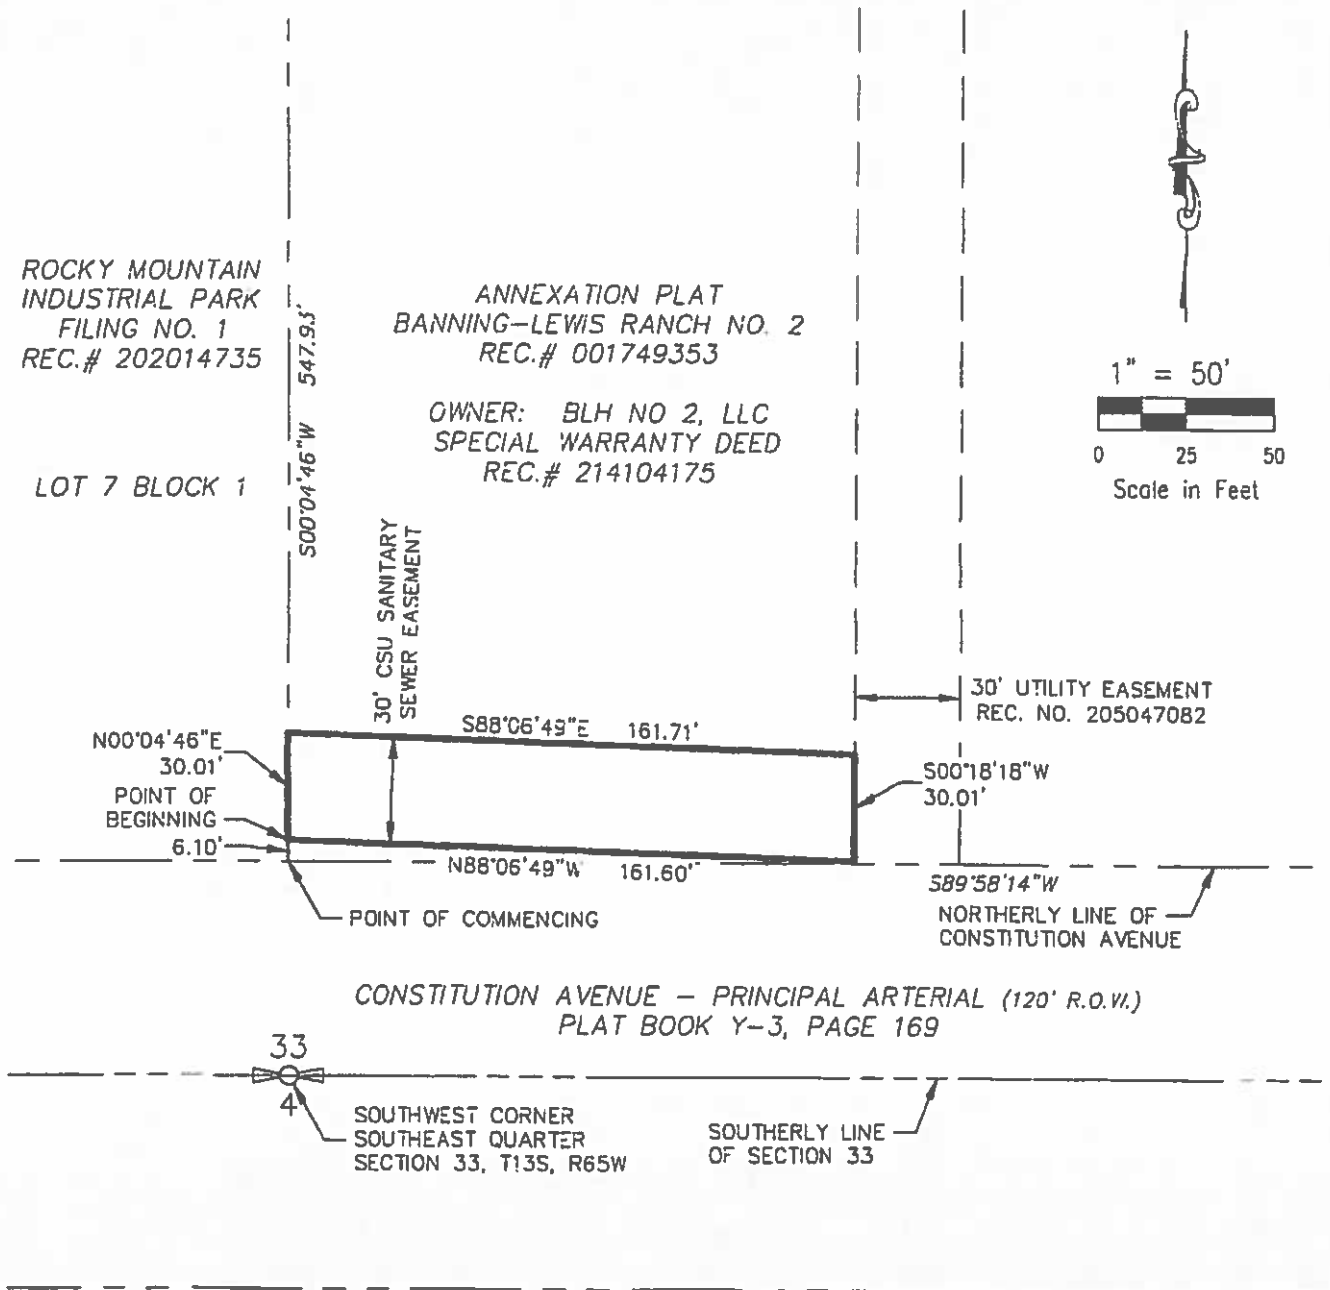 ROCKY MOUNTAIN
INDUSTRIAL PARK
FILING NO. 1
REC.# 202014735
LOT 7 BLOCK 1
S00°04'46"W 547.93'
ANNEXATION PLAT
BANNING-LEWIS RANCH NO. 2
REC.# 001749353
OWNER: BLH NO 2, LLC
SPECIAL WARRANTY DEED
REC.# 214104175
1" = 50'
0 25 50
Scale in Feet
30' CSU SANITARY
SEWER EASEMENT
30' UTILITY EASEMENT
REC. NO. 205047082
N00°04'46"E
30.01'
S88°06'49"E 161.71'
S00°18'18"W
30.01'
POINT OF
BEGINNING
6.10'
N88°06'49"W 161.60'
S89°58'14"W
POINT OF COMMENCING
NORTHERLY LINE OF
CONSTITUTION AVENUE
CONSTITUTION AVENUE - PRINCIPAL ARTERIAL (120' R.O.W.)
PLAT BOOK Y-3, PAGE 169
33
4
SOUTHWEST CORNER
SOUTHEAST QUARTER
SECTION 33, T13S, R65W
SOUTHERLY LINE
OF SECTION 33